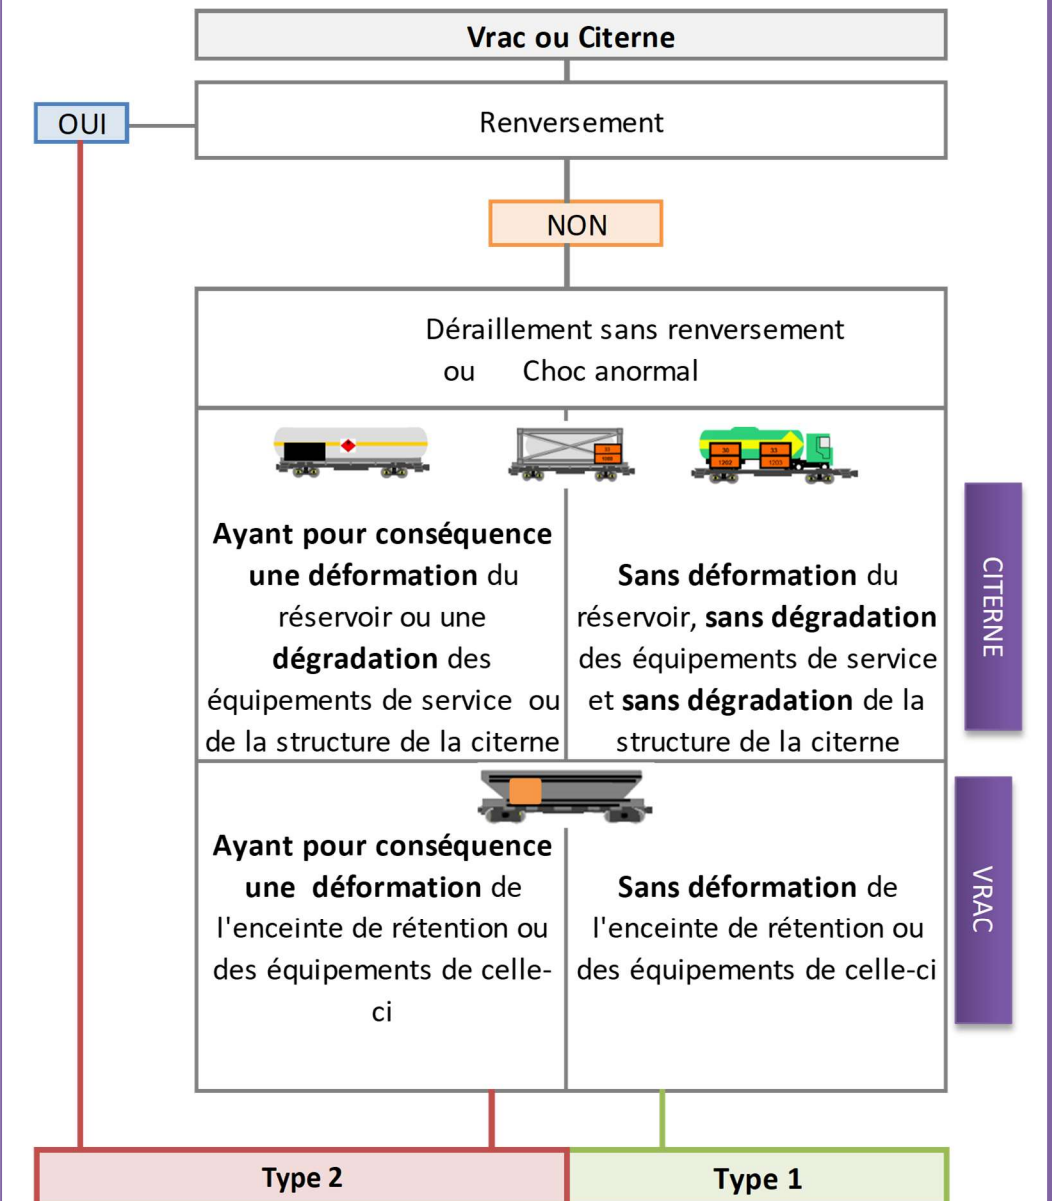 Vrac ou Citerne
OUI
Renversement
NON
Déraillement sans renversement
ou Choc anormal
30
1202
33
1203
Ayant pour conséquence
une déformation du
réservoir ou une
dégradation des
équipements de service ou
de la structure de la citerne
Sans déformation du
réservoir, sans dégradation
des équipements de service
et sans dégradation de la
structure de la citerne
CITERNE
Ayant pour conséquence
une déformation de
l'enceinte de rétention ou
des équipements de celle-
ci
Sans déformation de
l'enceinte de rétention ou
des équipements de celle-ci
VRAC
Type 2
Type 1